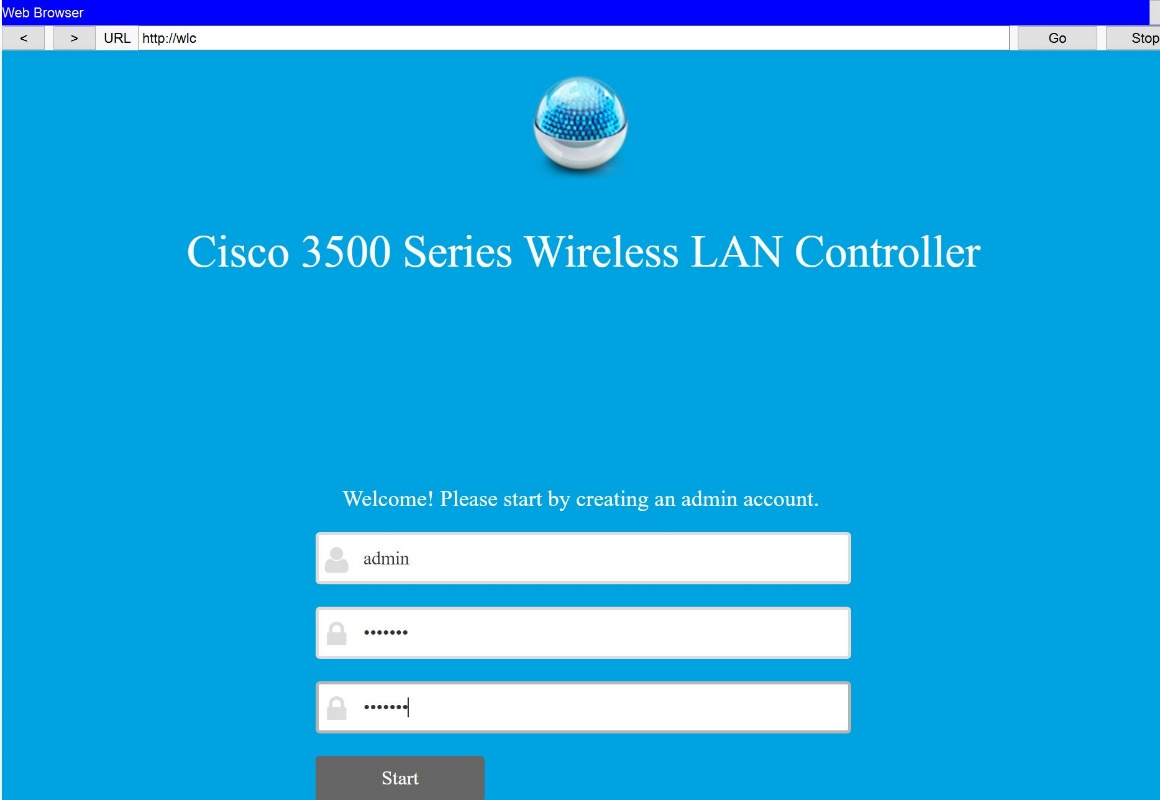 Web Browser
< > URL http://wlc Go Stop
Cisco 3500 Series Wireless LAN Controller
Welcome! Please start by creating an admin account.
admin
•••••••
•••••••
Start